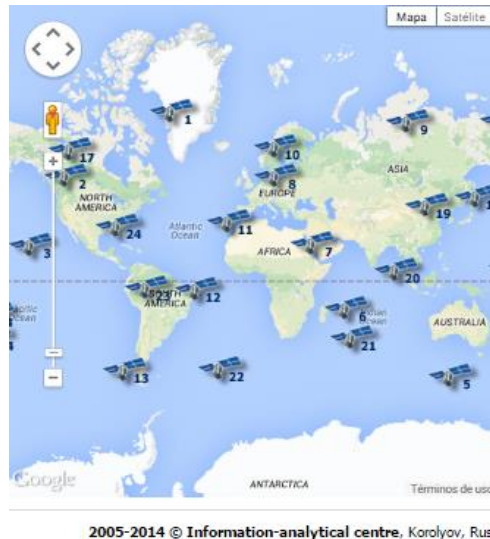 Mapa Satélite
1
9
17
10
ASIA
2
8
EUROPE
NORTH
AMERICA
19
24
Atlantic
Ocean
11
3
AFRICA
7
20
23
AMERICA
12
6
21
AUSTRALIA
13
22
5
ANTARCTICA
Google
Términos de uso
2005-2014 © Information-analytical centre, Korolyov, Rus